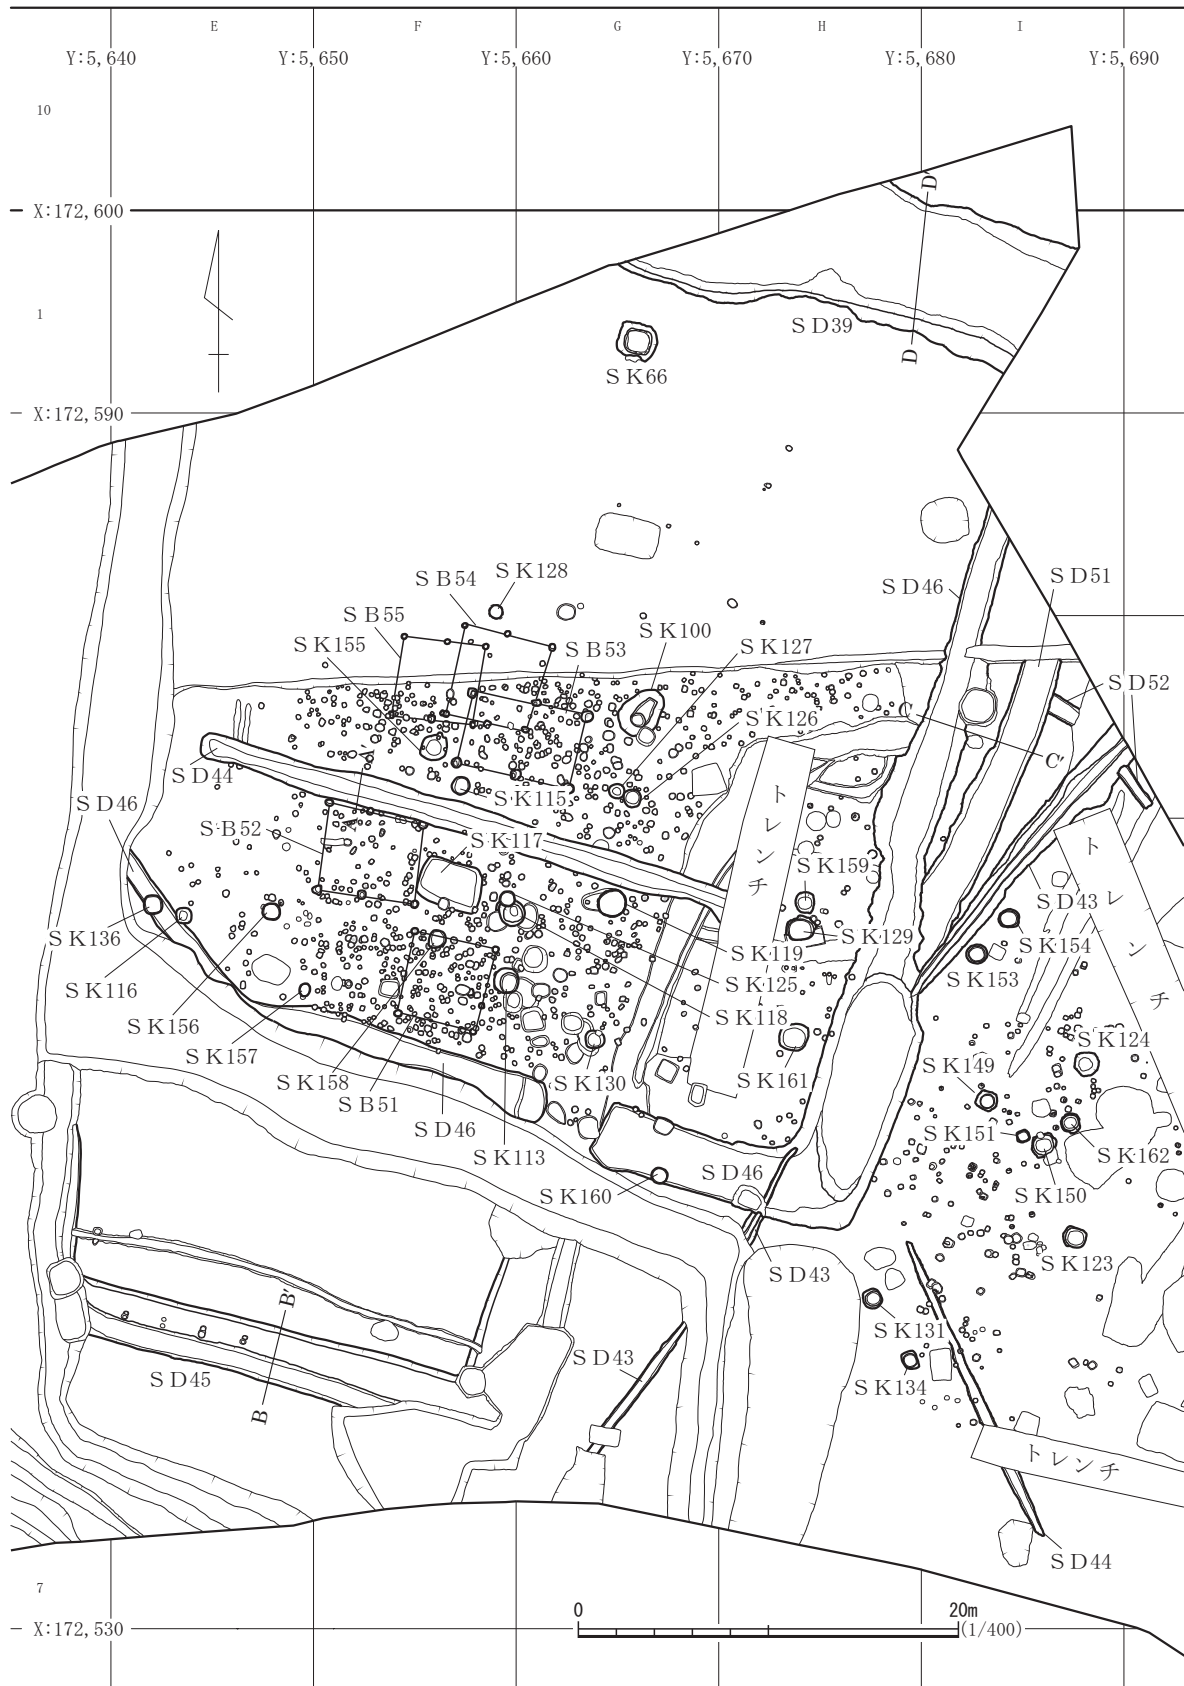 E F G H I
Y:5,640 Y:5,650 Y:5,660 Y:5,670 Y:5,680 Y:5,690
10
D'
X:172,600
1
SD39
D
SK66
X:172,590
SD46
SD51
SB54
SK128
SB55
SK100
SK155
SB53
SK127
SD52
SK126
C
C'
A'
SD44
SK115
トレンチ
SD46
SB52
A
SK117
トレンチ
SK159
SD43
SK136
SK119
SK129
SK154
SK116
SK125
SK153
SK156
SK118
SK157
SK124
SK158
SK130
SK161
SK149
SB51
SD46
SK151
SK113
SD46
SK162
SK160
SK150
SD43
SK123
B'
SK131
SD45
SD43
SK134
B
トレンチ
SD44
7
0 20m
X:172,530
(1/400)